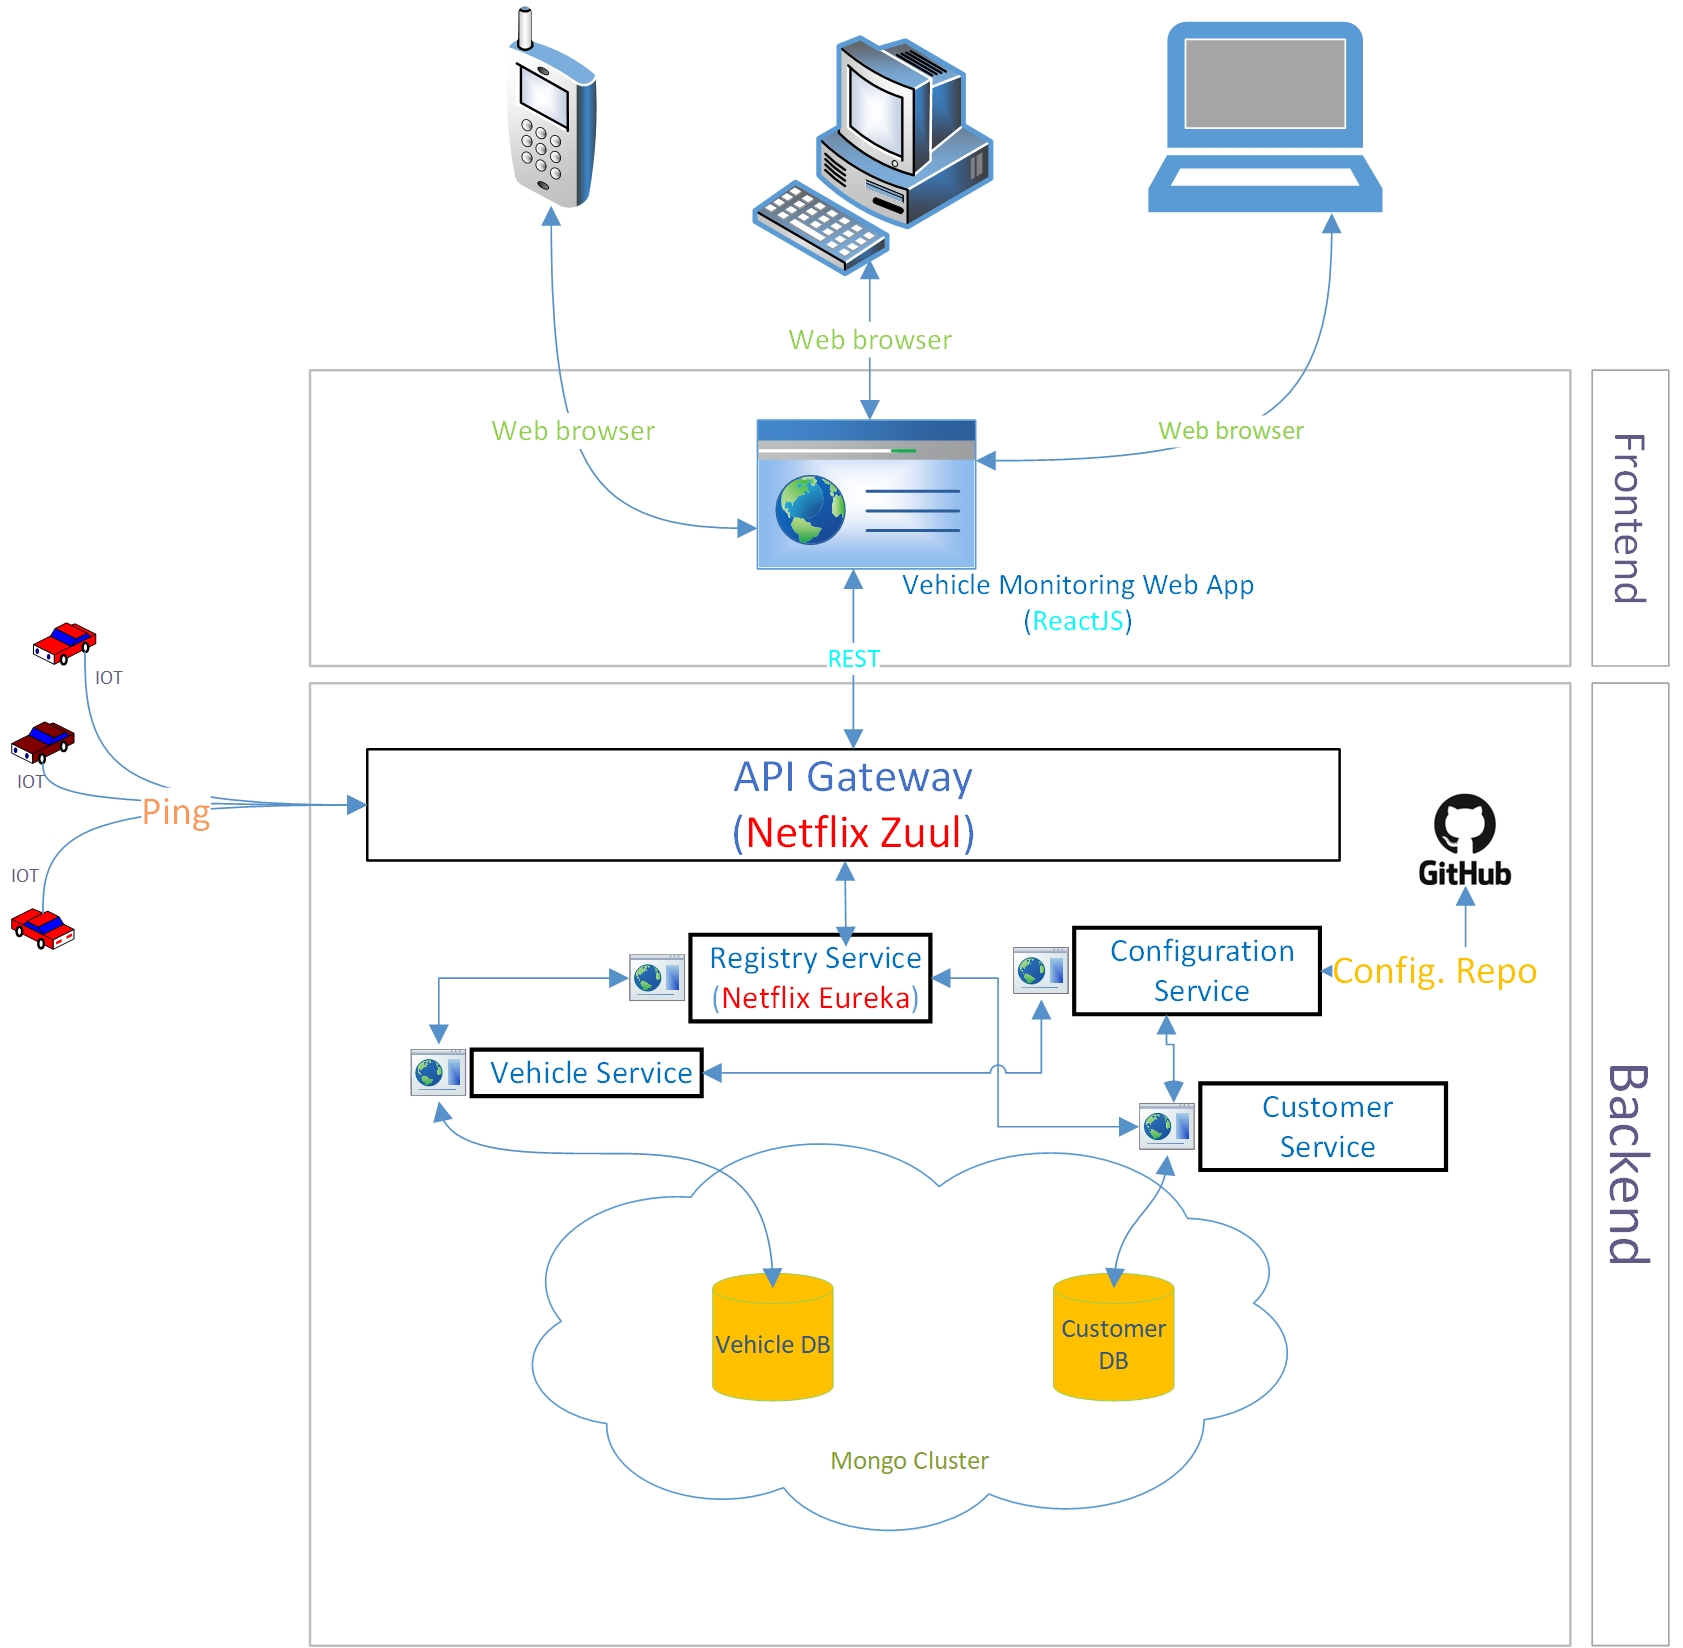 Web browser
Web browser
Web browser
Frontend
Vehicle Monitoring Web App
(ReactJS)
REST
IOT
IOT
Ping
IOT
API Gateway
(Netflix Zuul)
GitHub
Registry Service
(Netflix Eureka)
Configuration
Service
Config. Repo
Vehicle Service
Customer
Service
Backend
Vehicle DB
Customer
DB
Mongo Cluster